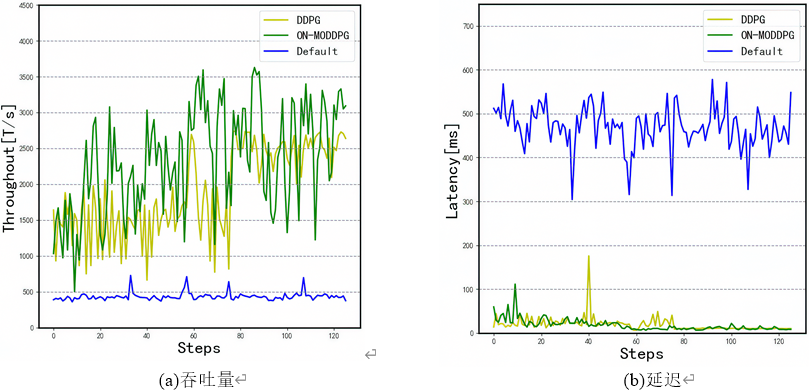 4500
4000
3500
3000
2500
2000
1500
1000
500
0
Throughout[T/s]
DDPG
ON-MODDPG
Default
0 20 40 60 80 100 120
Steps
(a)吞吐量
700
600
500
400
300
200
100
0
Latency[ms]
DDPG
ON-MODDPG
Default
0 20 40 60 80 100 120
Steps
(b)延迟